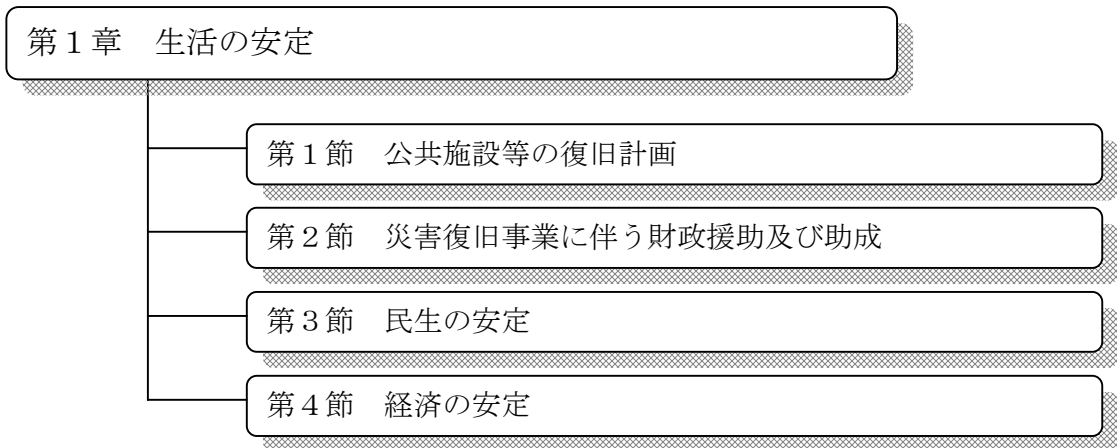 第１章　生活の安定
第１節　公共施設等の復旧計画
第２節　災害復旧事業に伴う財政援助及び助成
第３節　民生の安定
第４節　経済の安定